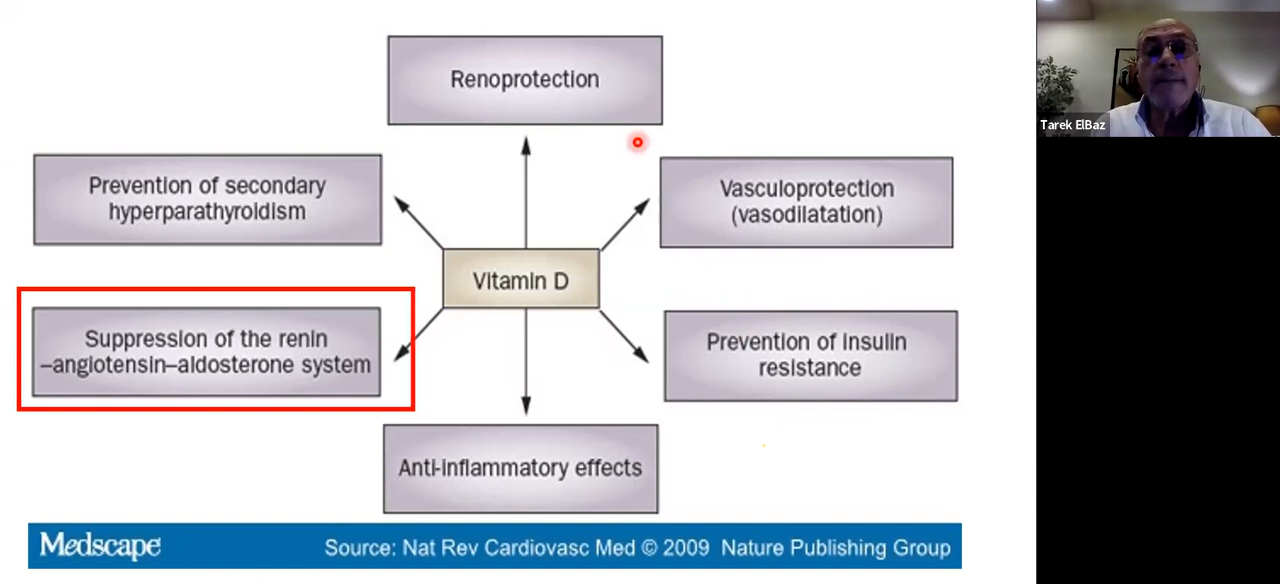 Renoprotection
Tarek ElBaz
Prevention of secondary
hyperparathyroidism
Vasculoprotection
(vasodilatation)
Vitamin D
Suppression of the renin
–angiotensin–aldosterone system
Prevention of insulin
resistance
Anti-inflammatory effects
Medscape
Source: Nat Rev Cardiovasc Med © 2009 Nature Publishing Group